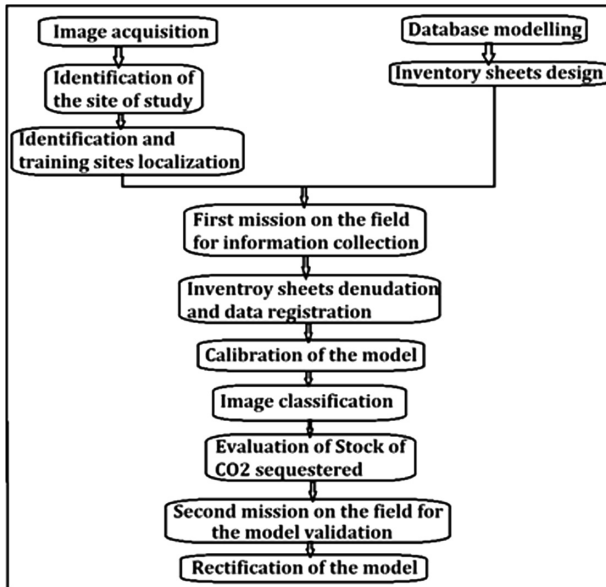 Image acquisition
Identification of
the site of study
Identification and
training sites localization
Database modelling
Inventory sheets design
First mission on the field
for information collection
Inventroy sheets denudation
and data registration
Calibration of the model
Image classification
Evaluation of Stock of
CO2 sequestered
Second mission on the field for
the model validation
Rectification of the model